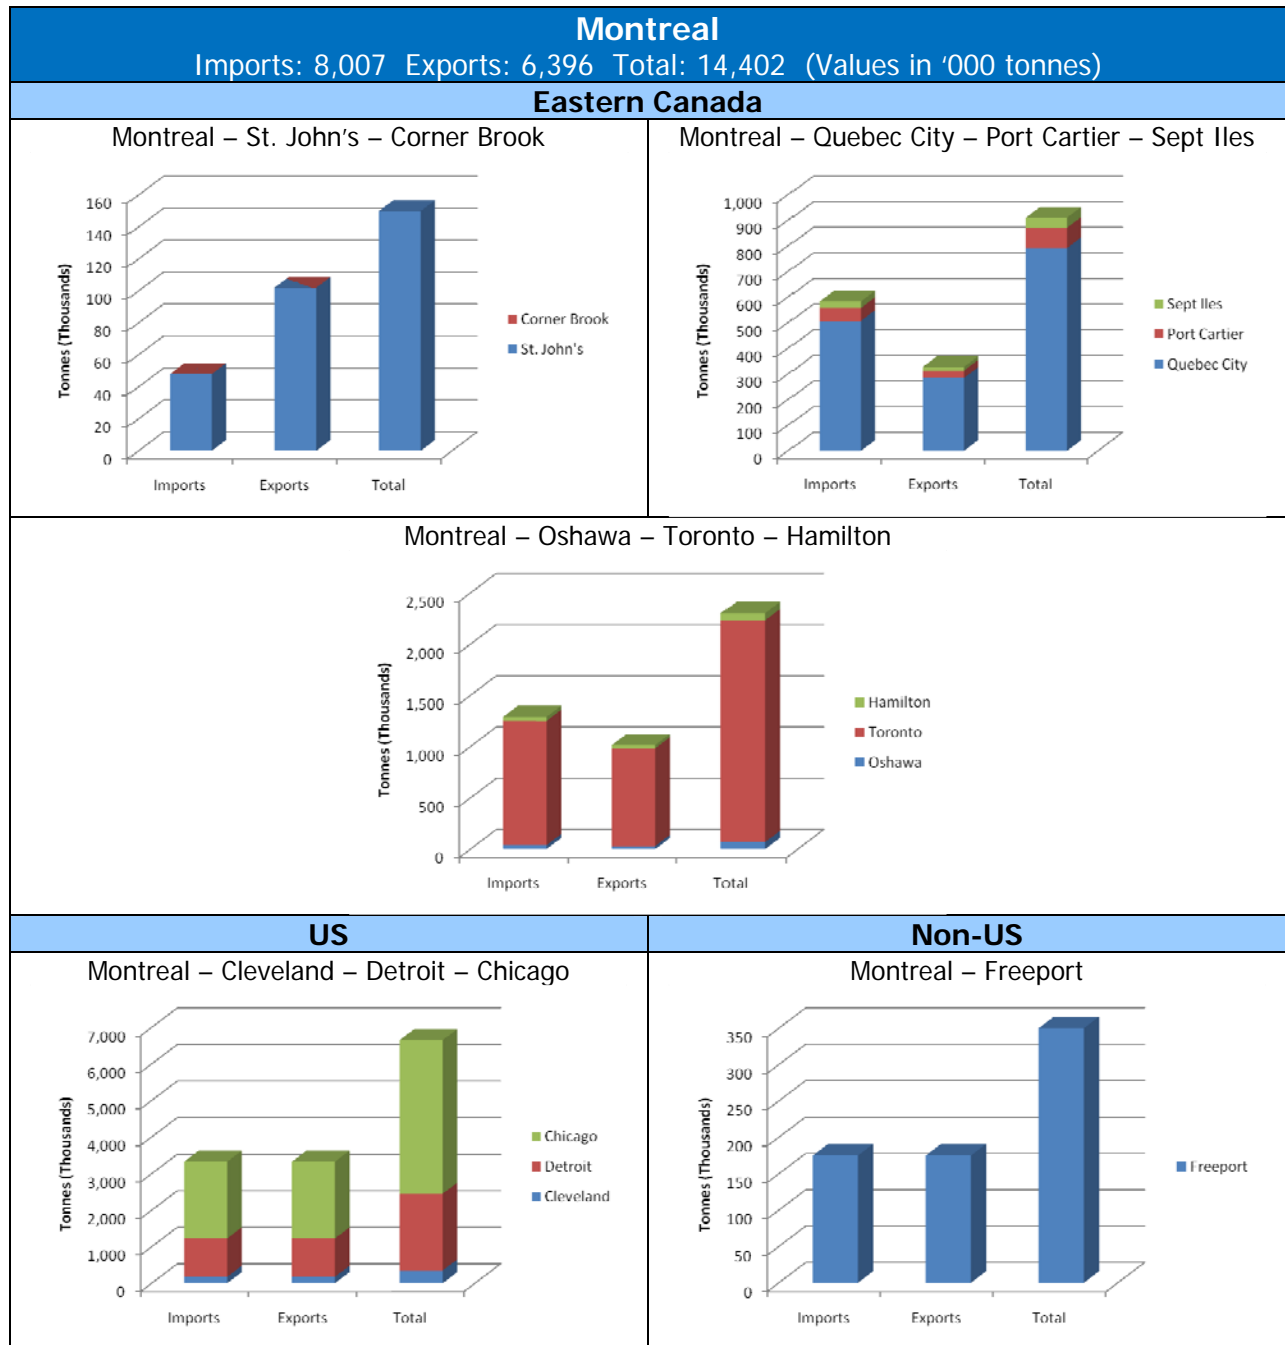 Montreal
Imports: 8,007 Exports: 6,396 Total: 14,402 (Values in '000 tonnes)
Eastern Canada
Montreal – St. John's – Corner Brook
Tonnes (Thousands)
160
140
120
100
80
60
40
20
0
Imports Exports Total
Corner Brook
St. John's
Montreal – Quebec City – Port Cartier – Sept Iles
Tonnes (Thousands)
1,000
900
800
700
600
500
400
300
200
100
0
Imports Exports Total
Sept Iles
Port Cartier
Quebec City
Montreal – Oshawa – Toronto – Hamilton
Tonnes (Thousands)
2,500
2,000
1,500
1,000
500
0
Imports Exports Total
Hamilton
Toronto
Oshawa
US
Montreal – Cleveland – Detroit – Chicago
Tonnes (Thousands)
7,000
6,000
5,000
4,000
3,000
2,000
1,000
0
Imports Exports Total
Chicago
Detroit
Cleveland
Non-US
Montreal – Freeport
Tonnes (Thousands)
350
300
250
200
150
100
50
0
Imports Exports Total
Freeport